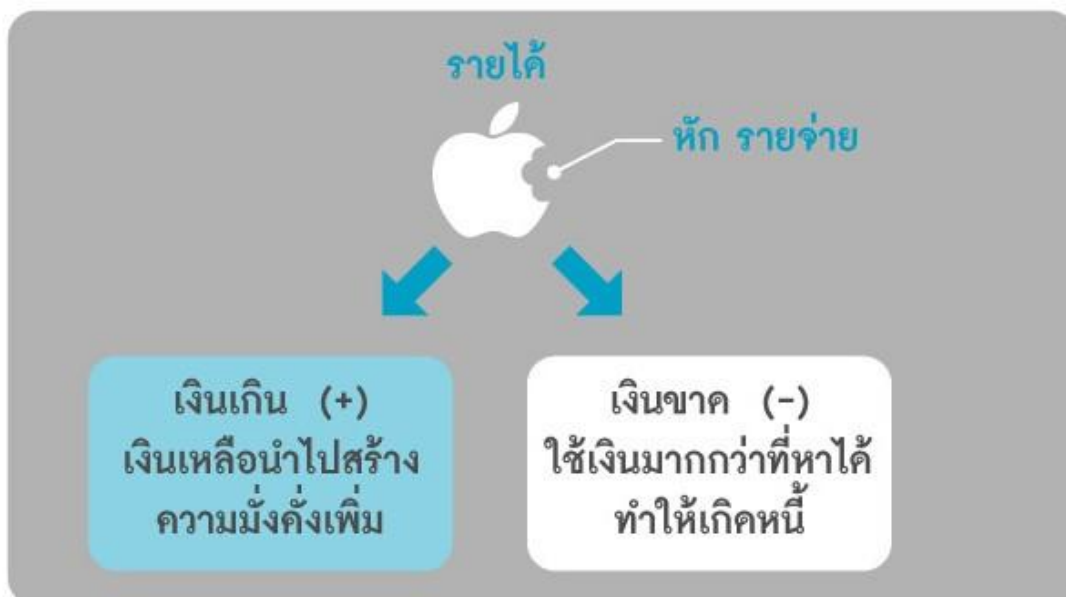 รายได้
หัก รายจ่าย
เงินเกิน (+)
เงินเหลือนำไปสร้าง
ความมั่งคั่งเพิ่ม
เงินขาด (-)
ใช้เงินมากกว่าที่หาได้
ทำให้เกิดหนี้